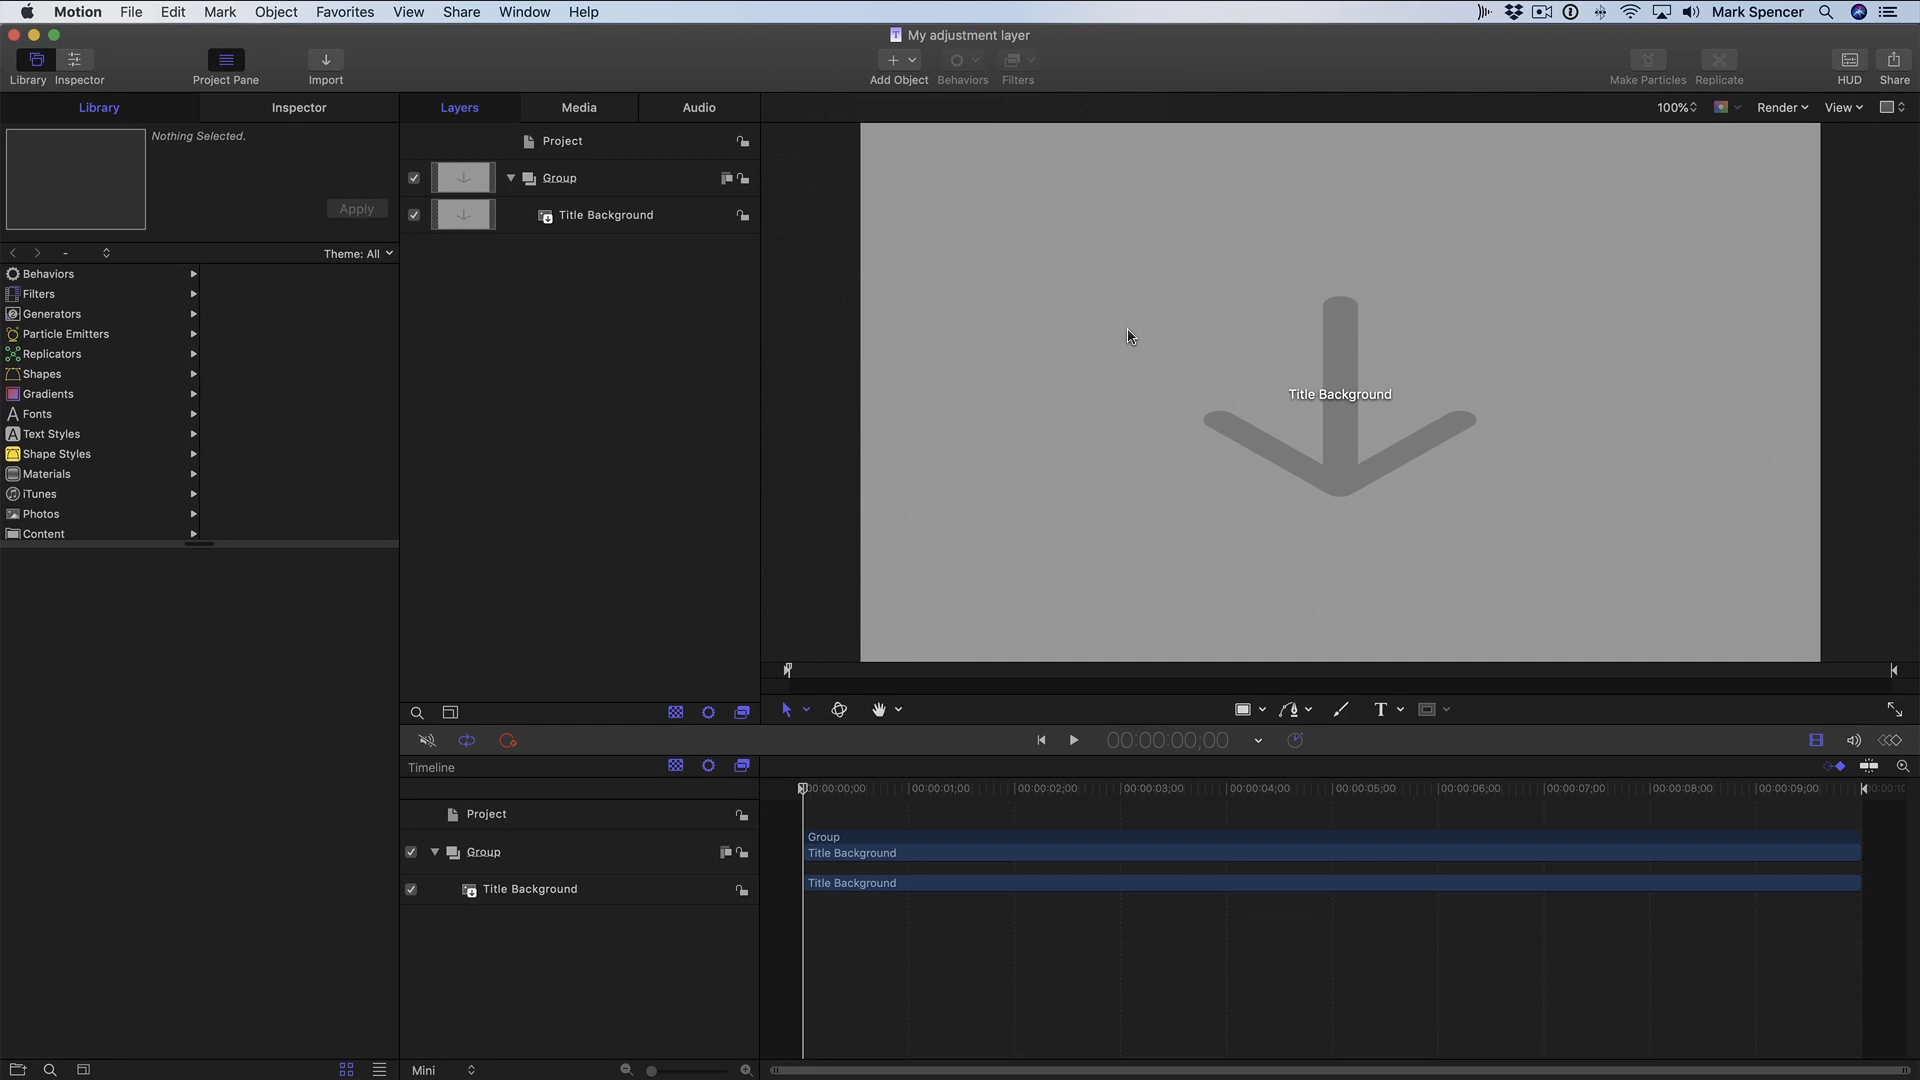 Motion File Edit Mark Object Favorites View Share Window Help Mark Spencer
My adjustment layer
Library Inspector Project Pane Import Add Object Behaviors Filters Make Particles Replicate HUD Share
Library Inspector Layers Media Audio 100% Render View
Nothing Selected.
Apply
Theme: All
Behaviors
Filters
Generators
Particle Emitters
Replicators
Shapes
Gradients
Fonts
Text Styles
Shape Styles
Materials
iTunes
Photos
Content
Project
Group
Title Background
Title Background
T
00:00:00;00
Timeline
00:00:00;00 00:00:01;00 00:00:02;00 00:00:03;00 00:00:04;00 00:00:05;00 00:00:06;00 00:00:07;00 00:00:08;00 00:00:09;00
Project
Group
Title Background
Group
Title Background
Title Background
Mini